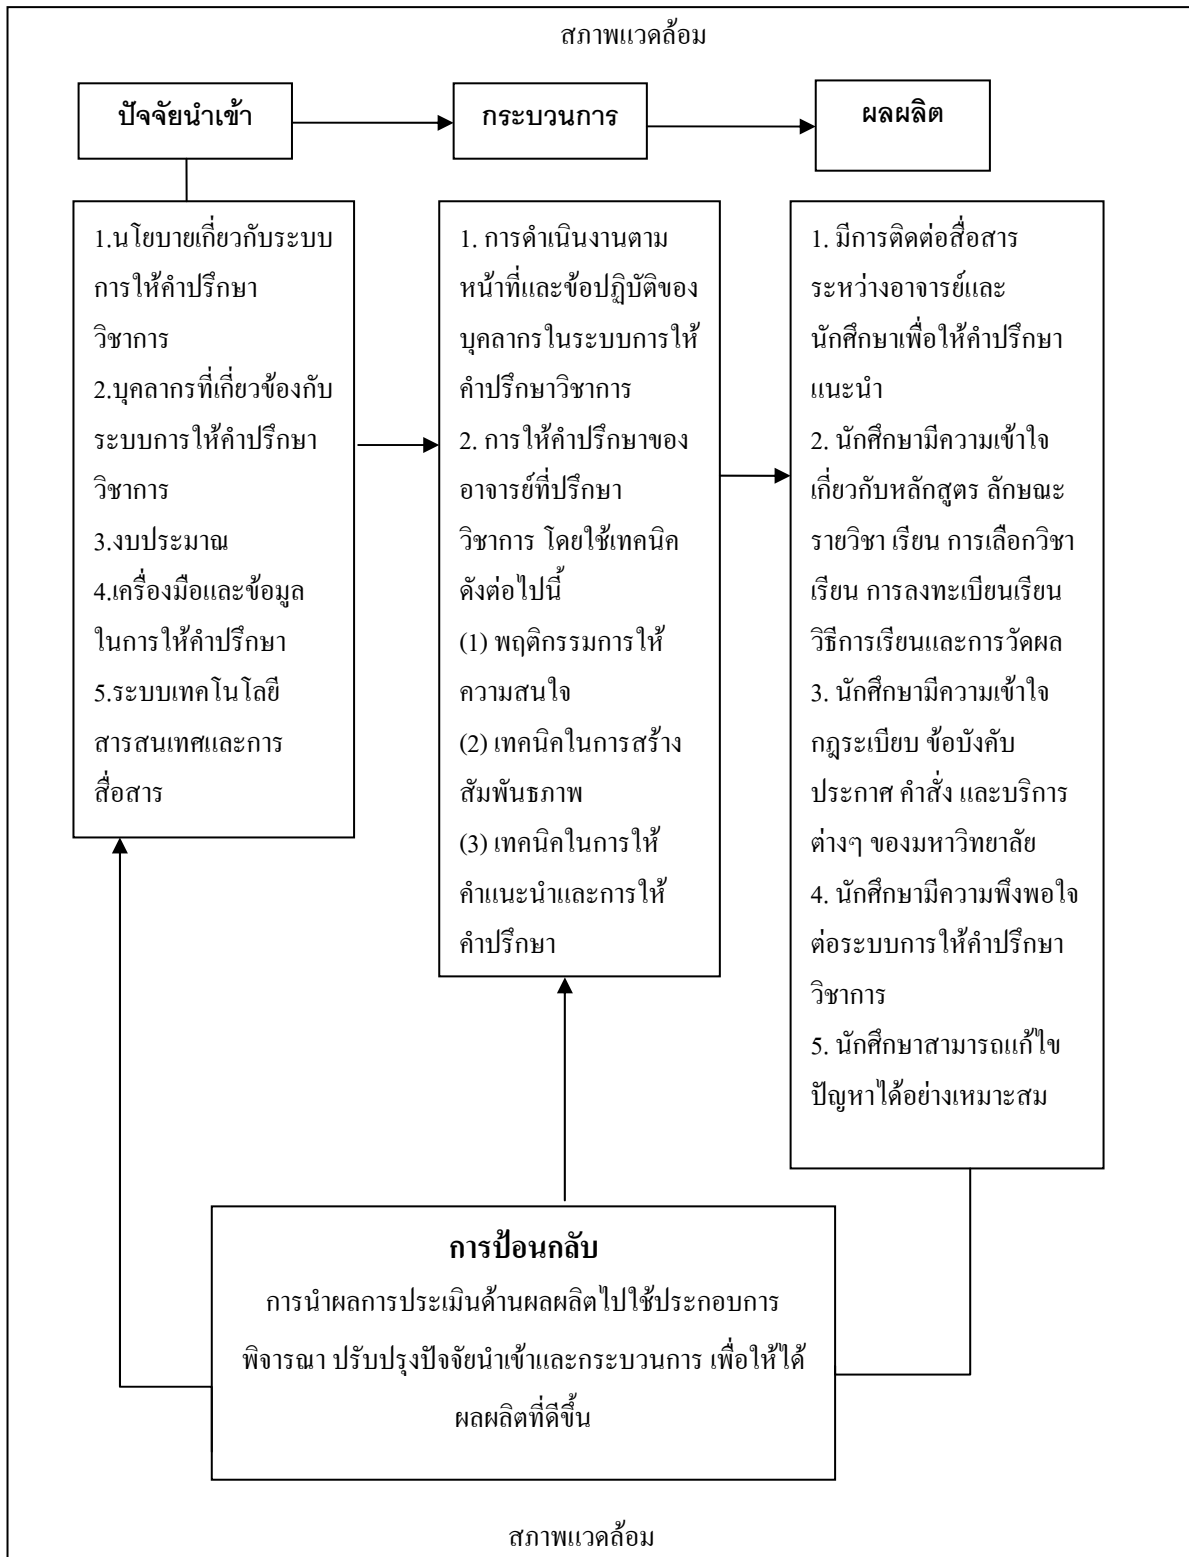 สภาพแวดล้อม
ปัจจัยนำเข้า
กระบวนการ
ผลผลิต
1.นโยบายเกี่ยวกับระบบ
การให้คำปรึกษา
วิชาการ
2.บุคลากรที่เกี่ยวข้องกับ
ระบบการให้คำปรึกษา
วิชาการ
3.งบประมาณ
4.เครื่องมือและข้อมูล
ในการให้คำปรึกษา
5.ระบบเทคโนโลยี
สารสนเทศและการ
สื่อสาร
1. การดำเนินงานตาม
หน้าที่และข้อปฏิบัติของ
บุคลากรในระบบการให้
คำปรึกษาวิชาการ
2. การให้คำปรึกษาของ
อาจารย์ที่ปรึกษา
วิชาการ โดยใช้เทคนิค
ดังต่อไปนี้
(1) พฤติกรรมการให้
ความสนใจ
(2) เทคนิคในการสร้าง
สัมพันธภาพ
(3) เทคนิคในการให้
คำแนะนำและการให้
คำปรึกษา
1. มีการติดต่อสื่อสาร
ระหว่างอาจารย์และ
นักศึกษาเพื่อให้คำปรึกษา
แนะนำ
2. นักศึกษามีความเข้าใจ
เกี่ยวกับหลักสูตร ลักษณะ
รายวิชา เรียน การเลือกวิชา
เรียน การลงทะเบียนเรียน
วิธีการเรียนและการวัดผล
3. นักศึกษามีความเข้าใจ
กฎระเบียบ ข้อบังคับ
ประกาศ คำสั่ง และบริการ
ต่างๆ ของมหาวิทยาลัย
4. นักศึกษามีความพึงพอใจ
ต่อระบบการให้คำปรึกษา
วิชาการ
5. นักศึกษาสามารถแก้ไข
ปัญหาได้อย่างเหมาะสม
การป้อนกลับ
การนำผลการประเมินด้านผลผลิตไปใช้ประกอบการ
พิจารณา ปรับปรุงปัจจัยนำเข้าและกระบวนการ เพื่อให้ได้
ผลผลิตที่ดีขึ้น
สภาพแวดล้อม